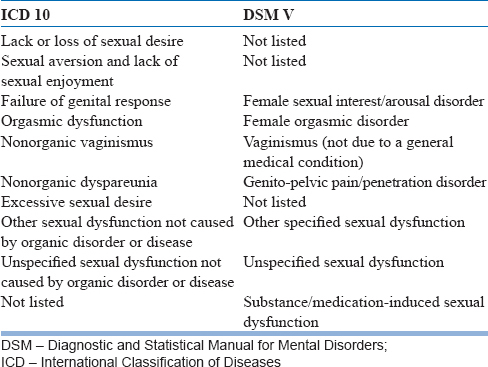 ICD 10 DSM V
Lack or loss of sexual desire Not listed
Sexual aversion and lack of Not listed
sexual enjoyment
Failure of genital response Female sexual interest/arousal disorder
Orgasmic dysfunction Female orgasmic disorder
Nonorganic vaginismus Vaginismus (not due to a general
medical condition)
Nonorganic dyspareunia Genito-pelvic pain/penetration disorder
Excessive sexual desire Not listed
Other sexual dysfunction not caused Other specified sexual dysfunction
by organic disorder or disease
Unspecified sexual dysfunction not Unspecified sexual dysfunction
caused by organic disorder or disease
Not listed Substance/medication-induced sexual
dysfunction
DSM – Diagnostic and Statistical Manual for Mental Disorders;
ICD – International Classification of Diseases